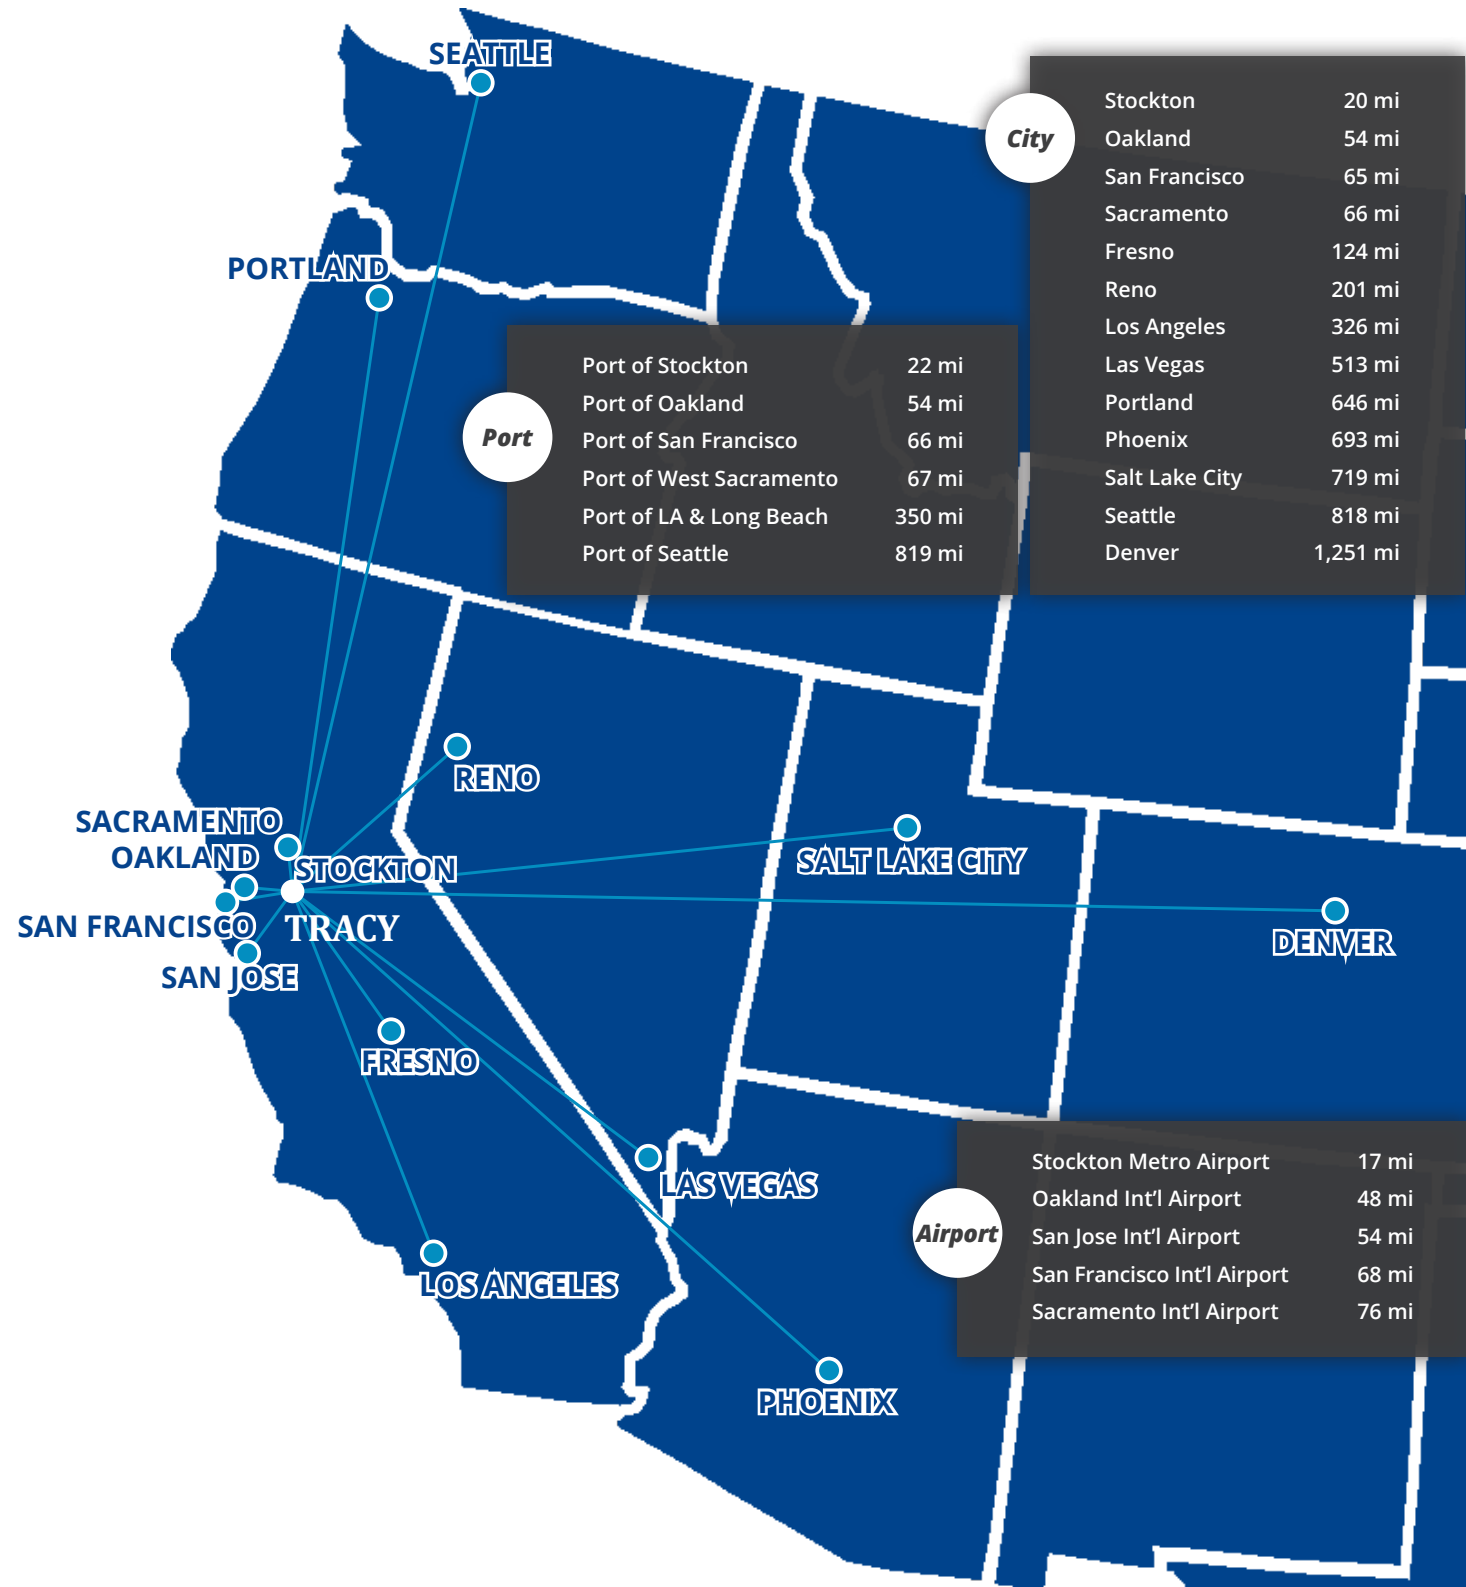 SEATTLE
PORTLAND
City
Stockton 20 mi
Oakland 54 mi
San Francisco 65 mi
Sacramento 66 mi
Fresno 124 mi
Reno 201 mi
Los Angeles 326 mi
Las Vegas 513 mi
Portland 646 mi
Phoenix 693 mi
Salt Lake City 719 mi
Seattle 818 mi
Denver 1,251 mi
Port
Port of Stockton 22 mi
Port of Oakland 54 mi
Port of San Francisco 66 mi
Port of West Sacramento 67 mi
Port of LA & Long Beach 350 mi
Port of Seattle 819 mi
RENO
SACRAMENTO
OAKLAND
STOCKTON
SALT LAKE CITY
SAN FRANCISCO
TRACY
DENVER
SAN JOSE
FRESNO
LAS VEGAS
LOS ANGELES
PHOENIX
Airport
Stockton Metro Airport 17 mi
Oakland Int’l Airport 48 mi
San Jose Int’l Airport 54 mi
San Francisco Int’l Airport 68 mi
Sacramento Int’l Airport 76 mi